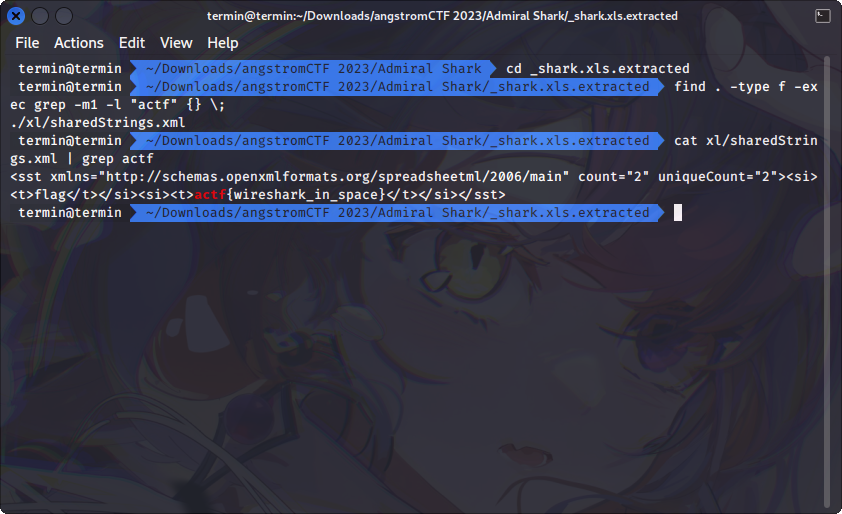 termin@termin:~/Downloads/angstromCTF 2023/Admiral Shark/_shark.xls.extracted
File Actions Edit View Help
termin@termin ~/Downloads/angstromCTF 2023/Admiral Shark cd _shark.xls.extracted
termin@termin ~/Downloads/angstromCTF 2023/Admiral Shark/_shark.xls.extracted find . -type f -ex
ec grep -m1 -l "actf" {} \;
./xl/sharedStrings.xml
termin@termin ~/Downloads/angstromCTF 2023/Admiral Shark/_shark.xls.extracted cat xl/sharedStrin
gs.xml | grep actf
<sst xmlns="http://schemas.openxmlformats.org/spreadsheetml/2006/main" count="2" uniqueCount="2"><si>
<t>flag</t></si><si><t>actf{wireshark_in_space}</t></si></sst>
termin@termin ~/Downloads/angstromCTF 2023/Admiral Shark/_shark.xls.extracted